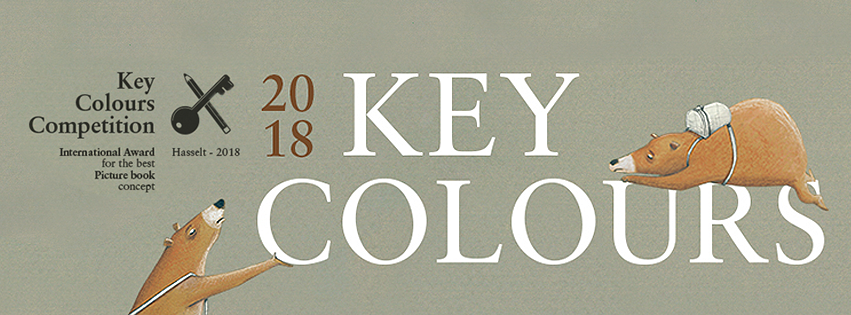 Key
Colours
Competition
International Award
for the best
Picture book
concept
Hasselt - 2018
20
18
KEY
COLOURS